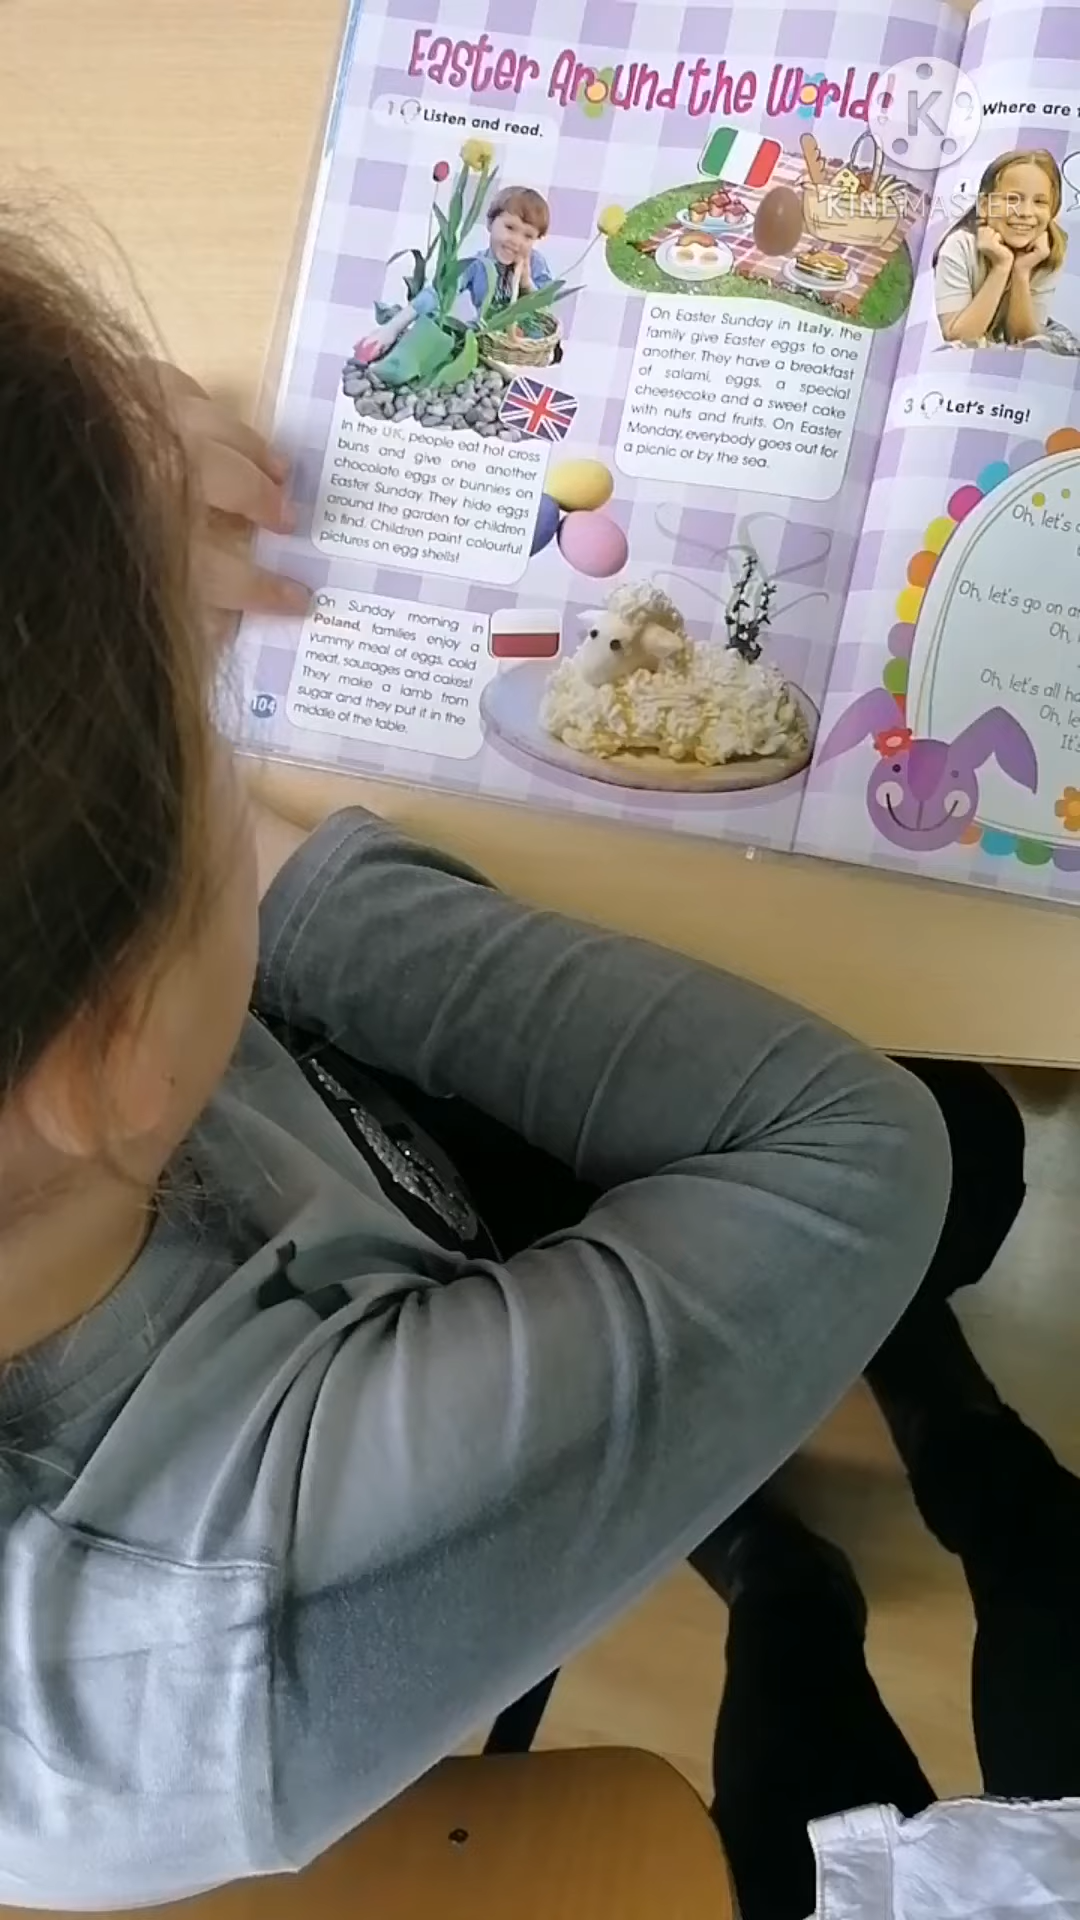 Easter Around the World!
1 Listen and read.
In the UK, people eat hot cross
buns and give one another
chocolate eggs or bunnies on
Easter Sunday. They hide eggs
around the garden for children
to find. Children paint colourful
pictures on egg shells!
On Easter Sunday in Italy, the
family give Easter eggs to one
another. They have a breakfast
of salami, eggs, a special
cheesecake and a sweet cake
with nuts and fruits. On Easter
Monday, everybody goes out for
a picnic or by the sea.
On Sunday morning in
Poland, families enjoy a
yummy meal of eggs, cold
meat, sausages and cakes!
They make a lamb from
sugar and they put it in the
middle of the table.
104
Where are
1
3 Let's sing!
Oh, let's
Oh, let's go on
Oh,
Oh, let's all
Oh,
K
KINEMASTER